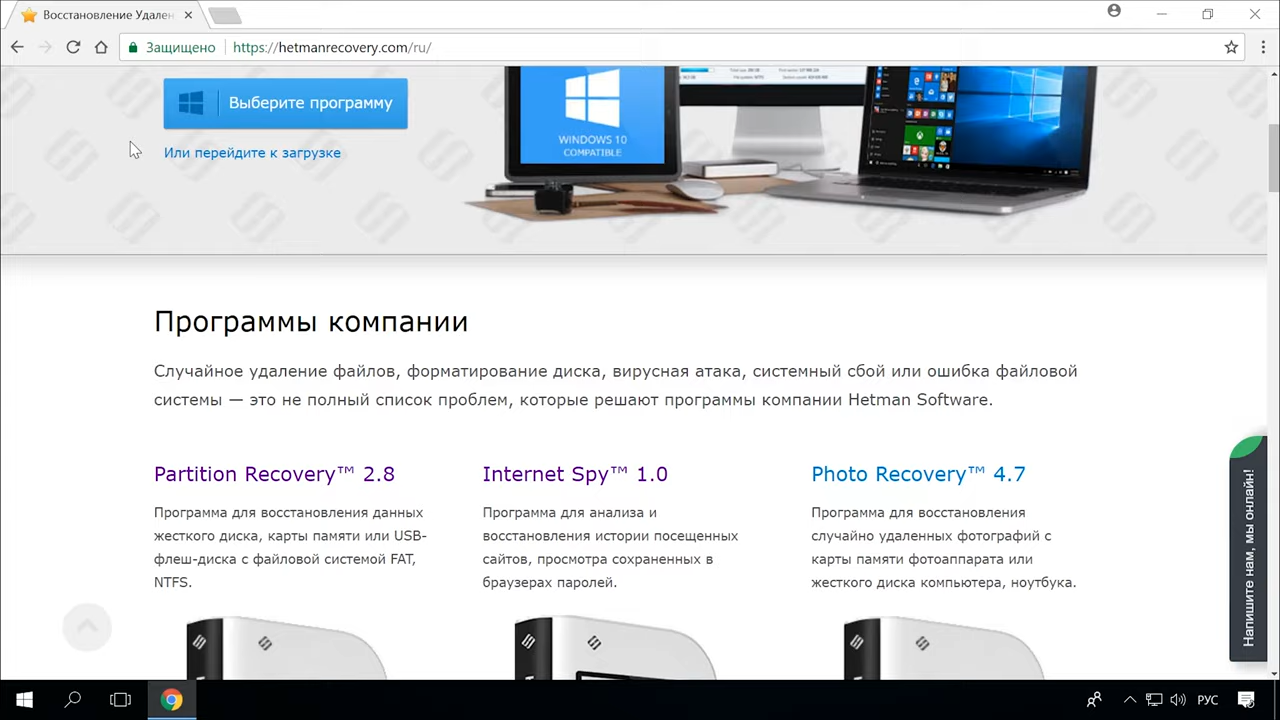 Восстановление Удален
Защищено
https://hetmanrecovery.com/ru/
Выберите программу
Или перейдите к загрузке
WINDOWS 10
COMPATIBLE
Программы компании
Случайное удаление файлов, форматирование диска, вирусная атака, системный сбой или ошибка файловой
системы — это не полный список проблем, которые решают программы компании Hetman Software.
Partition Recovery™ 2.8
Программа для восстановления данных
жесткого диска, карты памяти или USB-
флеш-диска с файловой системой FAT,
NTFS.
Internet Spy™ 1.0
Программа для анализа и
восстановления истории посещенных
сайтов, просмотра сохраненных в
браузерах паролей.
Photo Recovery™ 4.7
Программа для восстановления
случайно удаленных фотографий с
карты памяти фотоаппарата или
жесткого диска компьютера, ноутбука.
Напишите нам, мы онлайн!
РУС